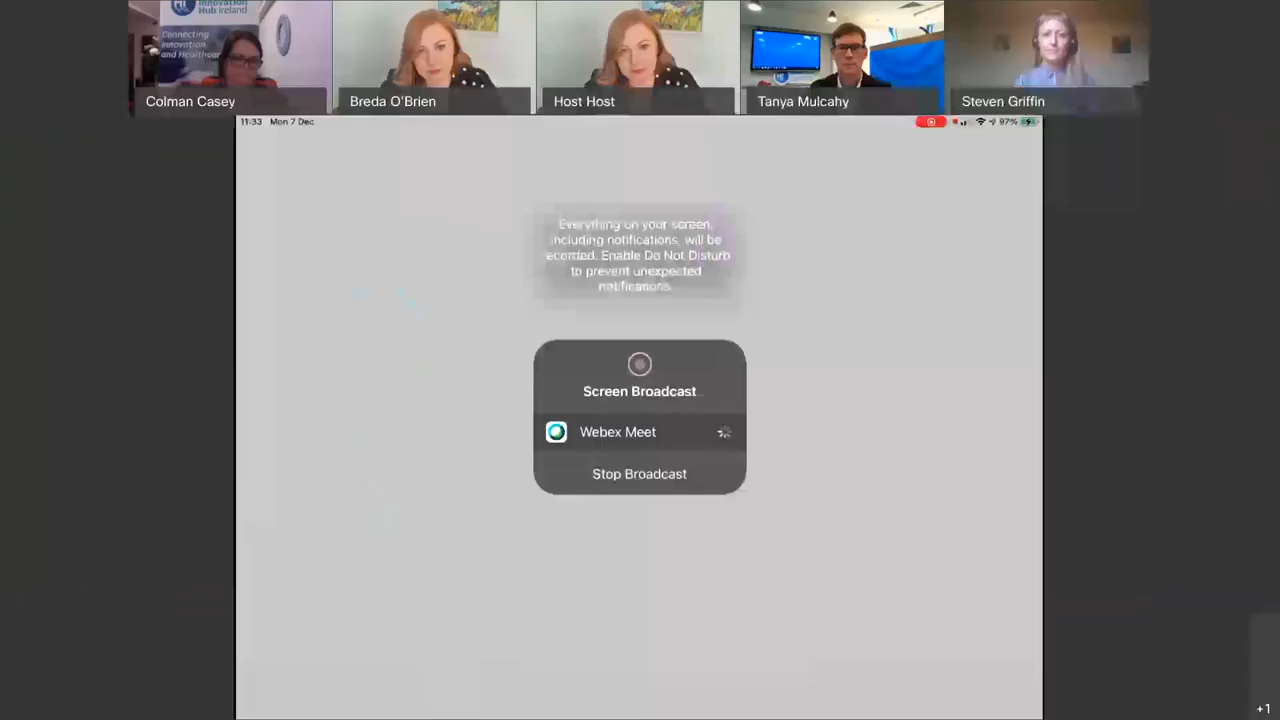 Innovation
Hub Ireland
Connecting
Innovation
and Healthcare
Colman Casey
Breda O'Brien
Host Host
Tanya Mulcahy
Steven Griffin
11:33 Mon 7 Dec
97%
Everything on your screen,
including notifications, will be
ecorded. Enable Do Not Disturb
to prevent unexpected
notifications.
Screen Broadcast
Webex Meet
Stop Broadcast
+1